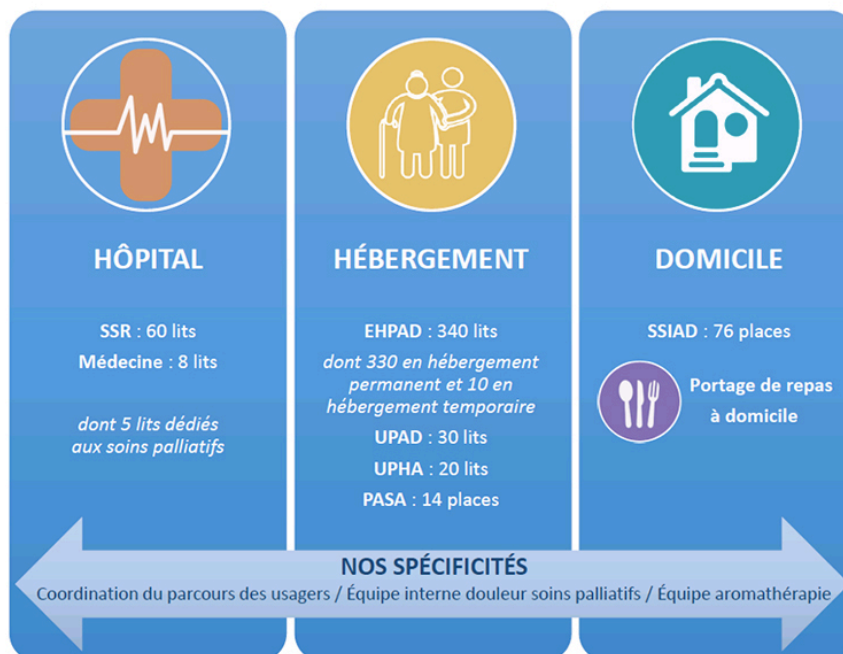 HÔPITAL
SSR : 60 lits
Médecine : 8 lits
dont 5 lits dédiés
aux soins palliatifs
HÉBERGEMENT
EHPAD : 340 lits
dont 330 en hébergement
permanent et 10 en
hébergement temporaire
UPAD : 30 lits
UPHA : 20 lits
PASA : 14 places
DOMICILE
SSIAD : 76 places
Portage de repas
à domicile
NOS SPÉCIFICITÉS
Coordination du parcours des usagers / Équipe interne douleur soins palliatifs / Équipe aromathérapie